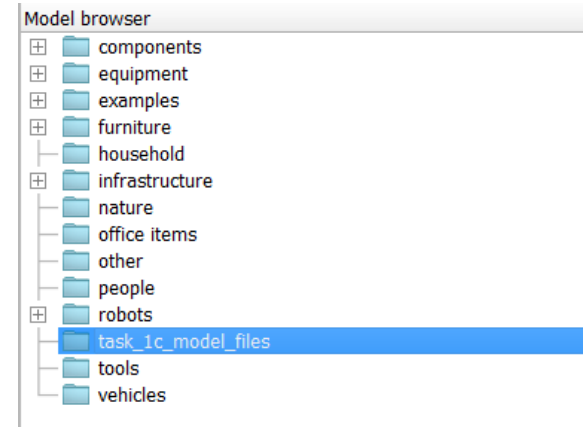 Model browser
components
equipment
examples
furniture
household
infrastructure
nature
office items
other
people
robots
task_1c_model_files
tools
vehicles